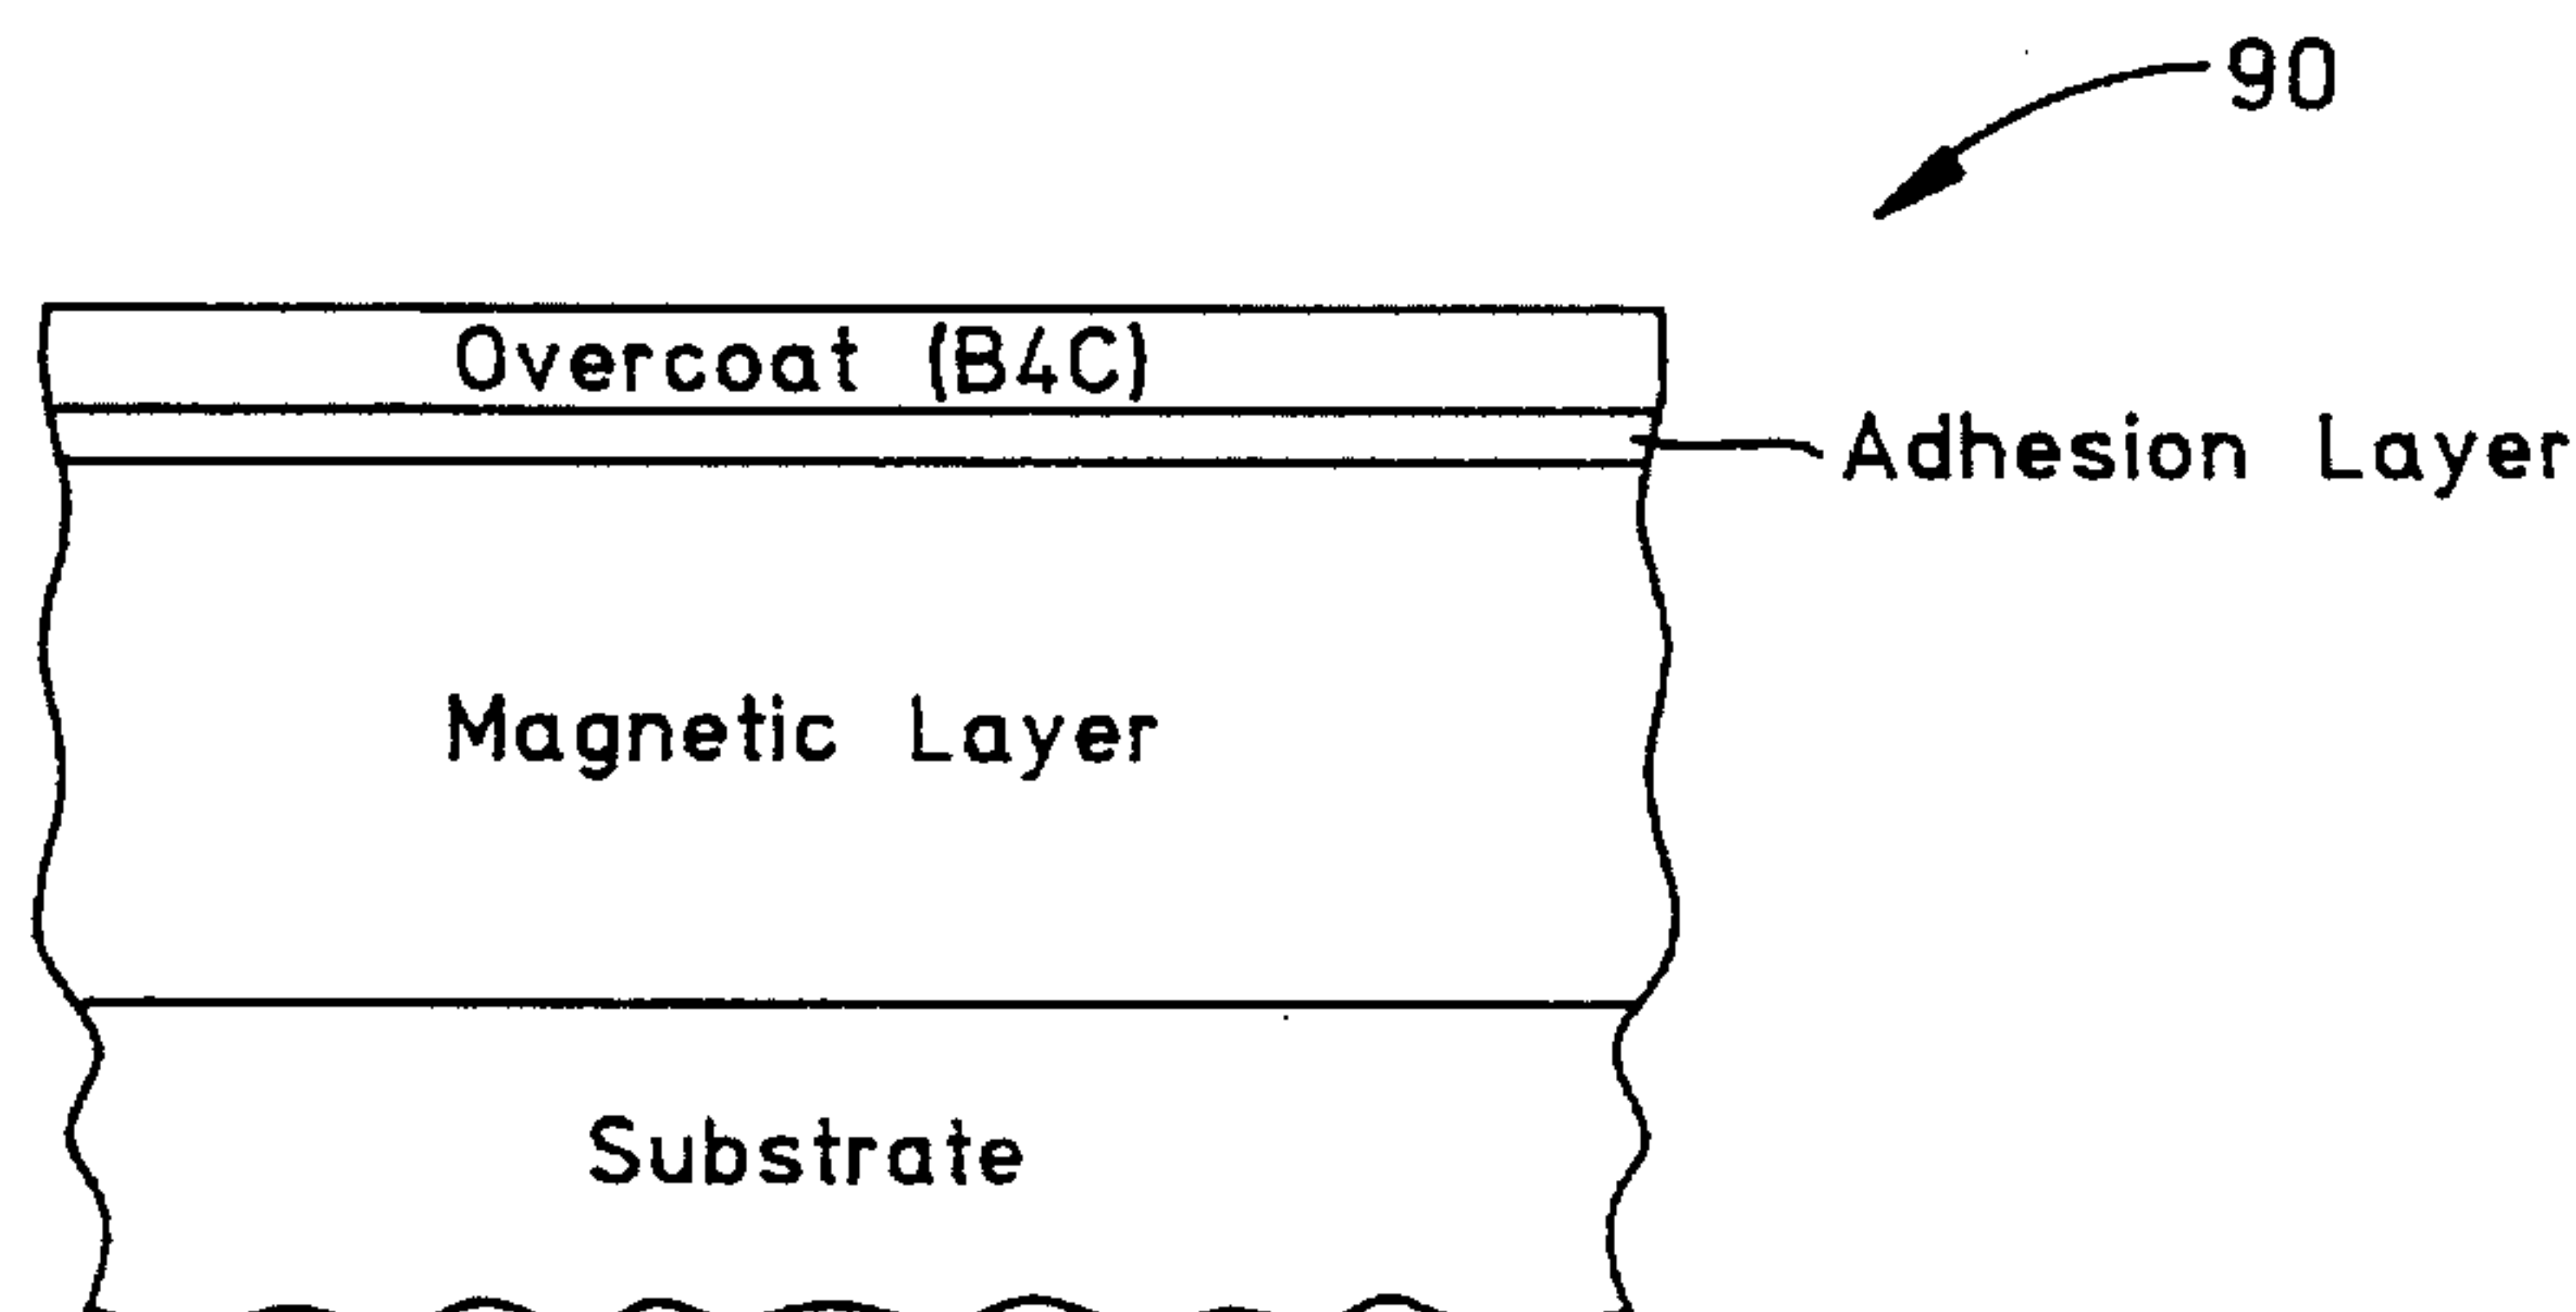 90
Overcoat (B4C)
Adhesion Layer
Magnetic Layer
Substrate